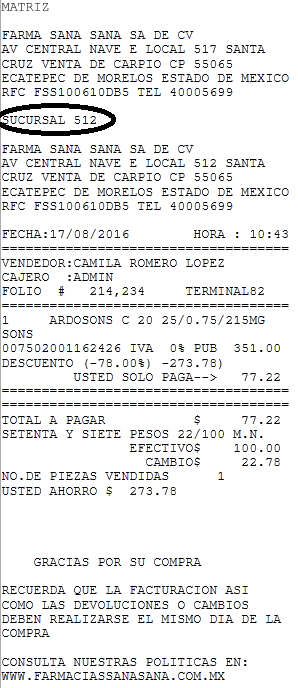 MATRIZ
FARMA SANA SANA SA DE CV
AV CENTRAL NAVE E LOCAL 517 SANTA
CRUZ VENTA DE CARPIO CP 55065
ECATEPEC DE MORELOS ESTADO DE MEXICO
RFC FSS100610DB5 TEL 40005699
SUCURSAL 512
FARMA SANA SANA SA DE CV
AV CENTRAL NAVE E LOCAL 512 SANTA
CRUZ VENTA DE CARPIO CP 55065
ECATEPEC DE MORELOS ESTADO DE MEXICO
RFC FSS100610DB5 TEL 40005699
FECHA:17/08/2016 HORA : 10:43
====================================
VENDEDOR:CAMILA ROMERO LOPEZ
CAJERO :ADMIN
FOLIO # 214,234 TERMINAL82
====================================
1 ARDOSONS C 20 25/0.75/215MG
SONS
007502001162426 IVA 0% PUB 351.00
DESCUENTO (-78.00%) -273.78)
USTED SOLO PAGA--> 77.22
====================================
====================================
TOTAL A PAGAR $ 77.22
SETENTA Y SIETE PESOS 22/100 M.N.
EFECTIVO$ 100.00
CAMBIO$ 22.78
NO.DE PIEZAS VENDIDAS 1
USTED AHORRO $ 273.78
GRACIAS POR SU COMPRA
RECUERDA QUE LA FACTURACION ASI
COMO LAS DEVOLUCIONES O CAMBIOS
DEBEN REALIZARSE EL MISMO DIA DE LA
COMPRA
CONSULTA NUESTRAS POLITICAS EN:
WWW.FARMACIASSANASANA.COM.MX